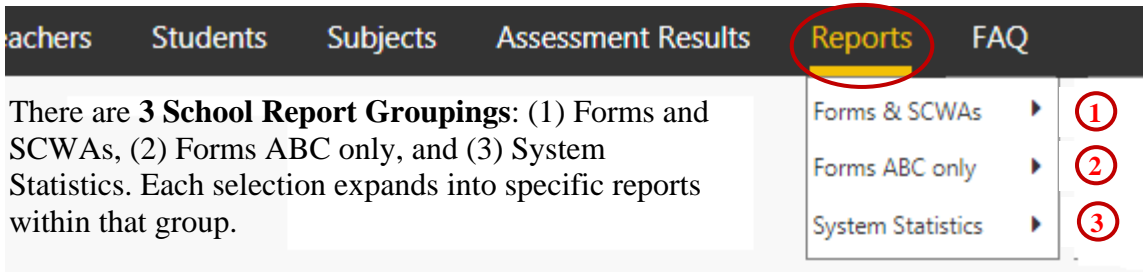 eachers Students Subjects Assessment Results Reports FAQ
There are 3 School Report Groupings: (1) Forms and
SCWAs, (2) Forms ABC only, and (3) System
Statistics. Each selection expands into specific reports
within that group.
Forms & SCWAs 1
Forms ABC only 2
System Statistics 3